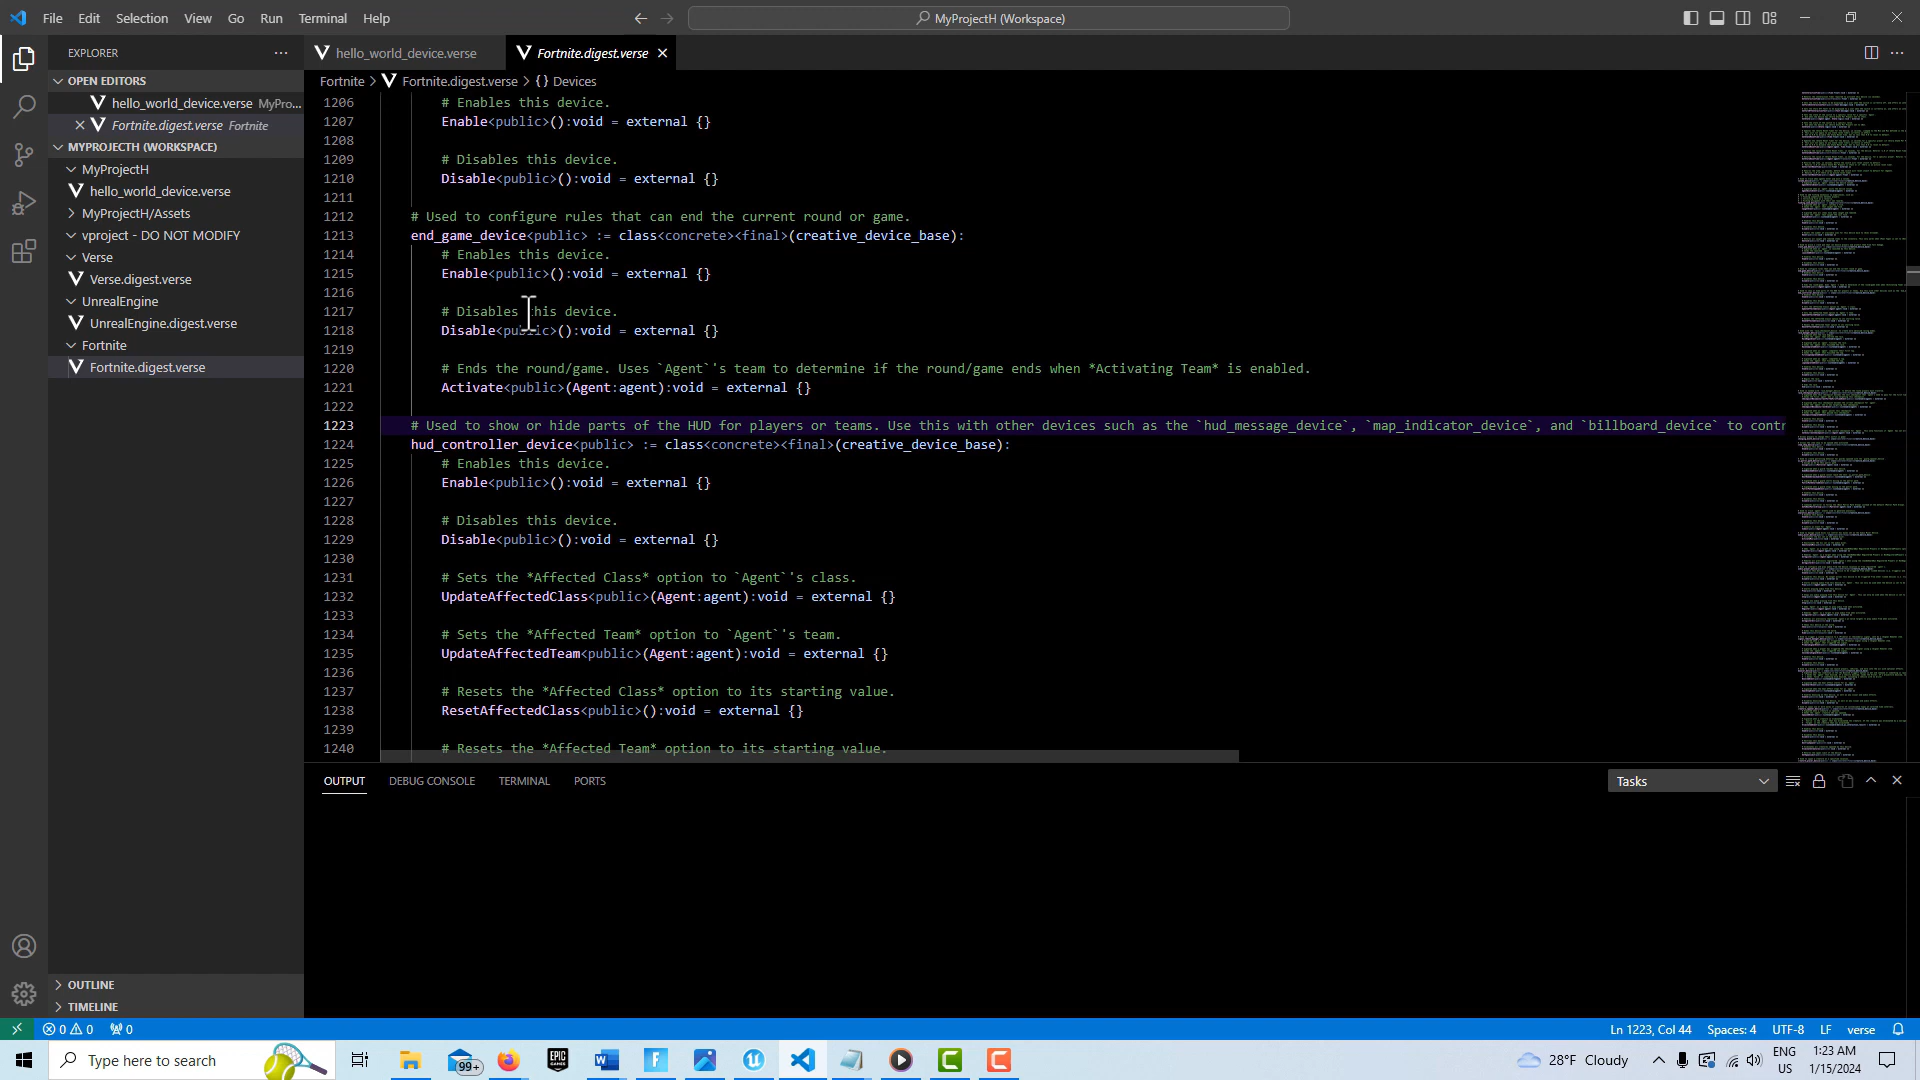 File Edit Selection View Go Run Terminal Help
MyProjectH (Workspace)
EXPLORER
hello_world_device.verse
Fortnite.digest.verse
OPEN EDITORS
Fortnite > Fortnite.digest.verse > {} Devices
hello_world_device.verse MyPro...
Fortnite.digest.verse Fortnite
MYPROJECTH (WORKSPACE)
MyProjectH
hello_world_device.verse
MyProjectH/Assets
vproject - DO NOT MODIFY
Verse
Verse.digest.verse
UnrealEngine
UnrealEngine.digest.verse
Fortnite
Fortnite.digest.verse
OUTLINE
TIMELINE
1206 # Enables this device.
1207 Enable<public>():void = external {}
1208
1209 # Disables this device.
1210 Disable<public>():void = external {}
1211
1212 # Used to configure rules that can end the current round or game.
1213 end_game_device<public> := class<concrete><final>(creative_device_base):
1214 # Enables this device.
1215 Enable<public>():void = external {}
1216
1217 # Disables this device.
1218 Disable<public>():void = external {}
1219
1220 # Ends the round/game. Uses `Agent`'s team to determine if the round/game ends when *Activating Team* is enabled.
1221 Activate<public>(Agent:agent):void = external {}
1222
1223 # Used to show or hide parts of the HUD for players or teams. Use this with other devices such as the `hud_message_device`, `map_indicator_device`, and `billboard_device` to contr
1224 hud_controller_device<public> := class<concrete><final>(creative_device_base):
1225 # Enables this device.
1226 Enable<public>():void = external {}
1227
1228 # Disables this device.
1229 Disable<public>():void = external {}
1230
1231 # Sets the *Affected Class* option to `Agent`'s class.
1232 UpdateAffectedClass<public>(Agent:agent):void = external {}
1233
1234 # Sets the *Affected Team* option to `Agent`'s team.
1235 UpdateAffectedTeam<public>(Agent:agent):void = external {}
1236
1237 # Resets the *Affected Class* option to its starting value.
1238 ResetAffectedClass<public>():void = external {}
1239
1240 # Resets the *Affected Team* option to its starting value.
OUTPUT DEBUG CONSOLE TERMINAL PORTS
Tasks
0 0 0
Ln 1223, Col 44 Spaces: 4 UTF-8 LF verse
Type here to search
99+
EPIC GAMES
28°F Cloudy
ENG
US
1:23 AM
1/15/2024